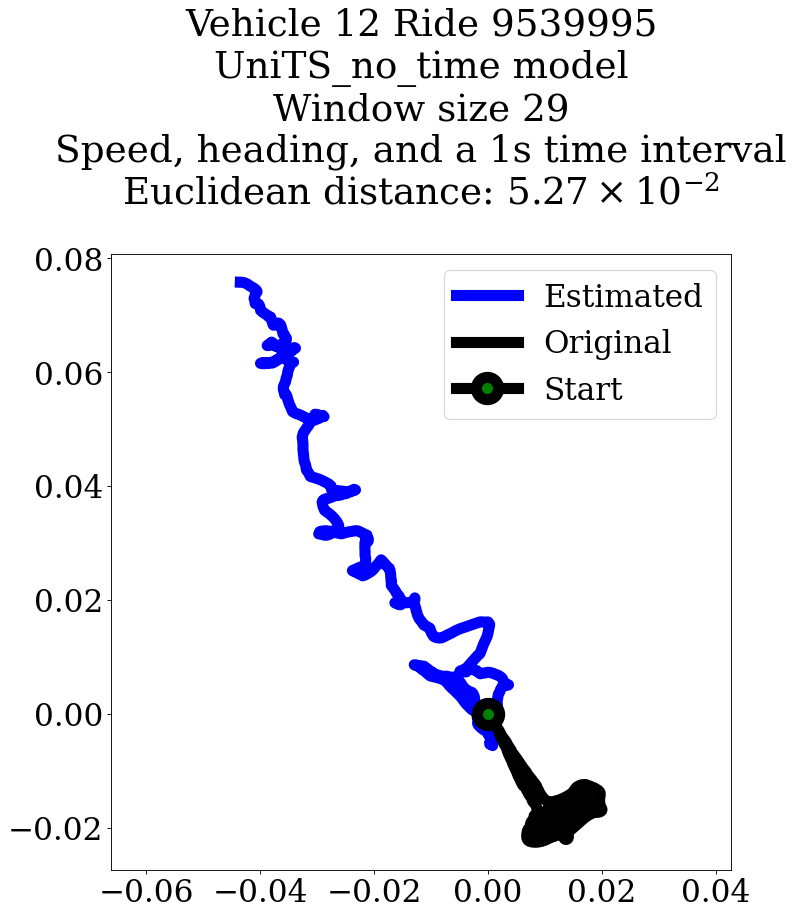 Vehicle 12 Ride 9539995
UniTS_no_time model
Window size 29
Speed, heading, and a 1s time interval
Euclidean distance: 5.27 × 10⁻²
Estimated
Original
Start
0.08
0.06
0.04
0.02
0.00
−0.02
−0.06 −0.04 −0.02 0.00 0.02 0.04